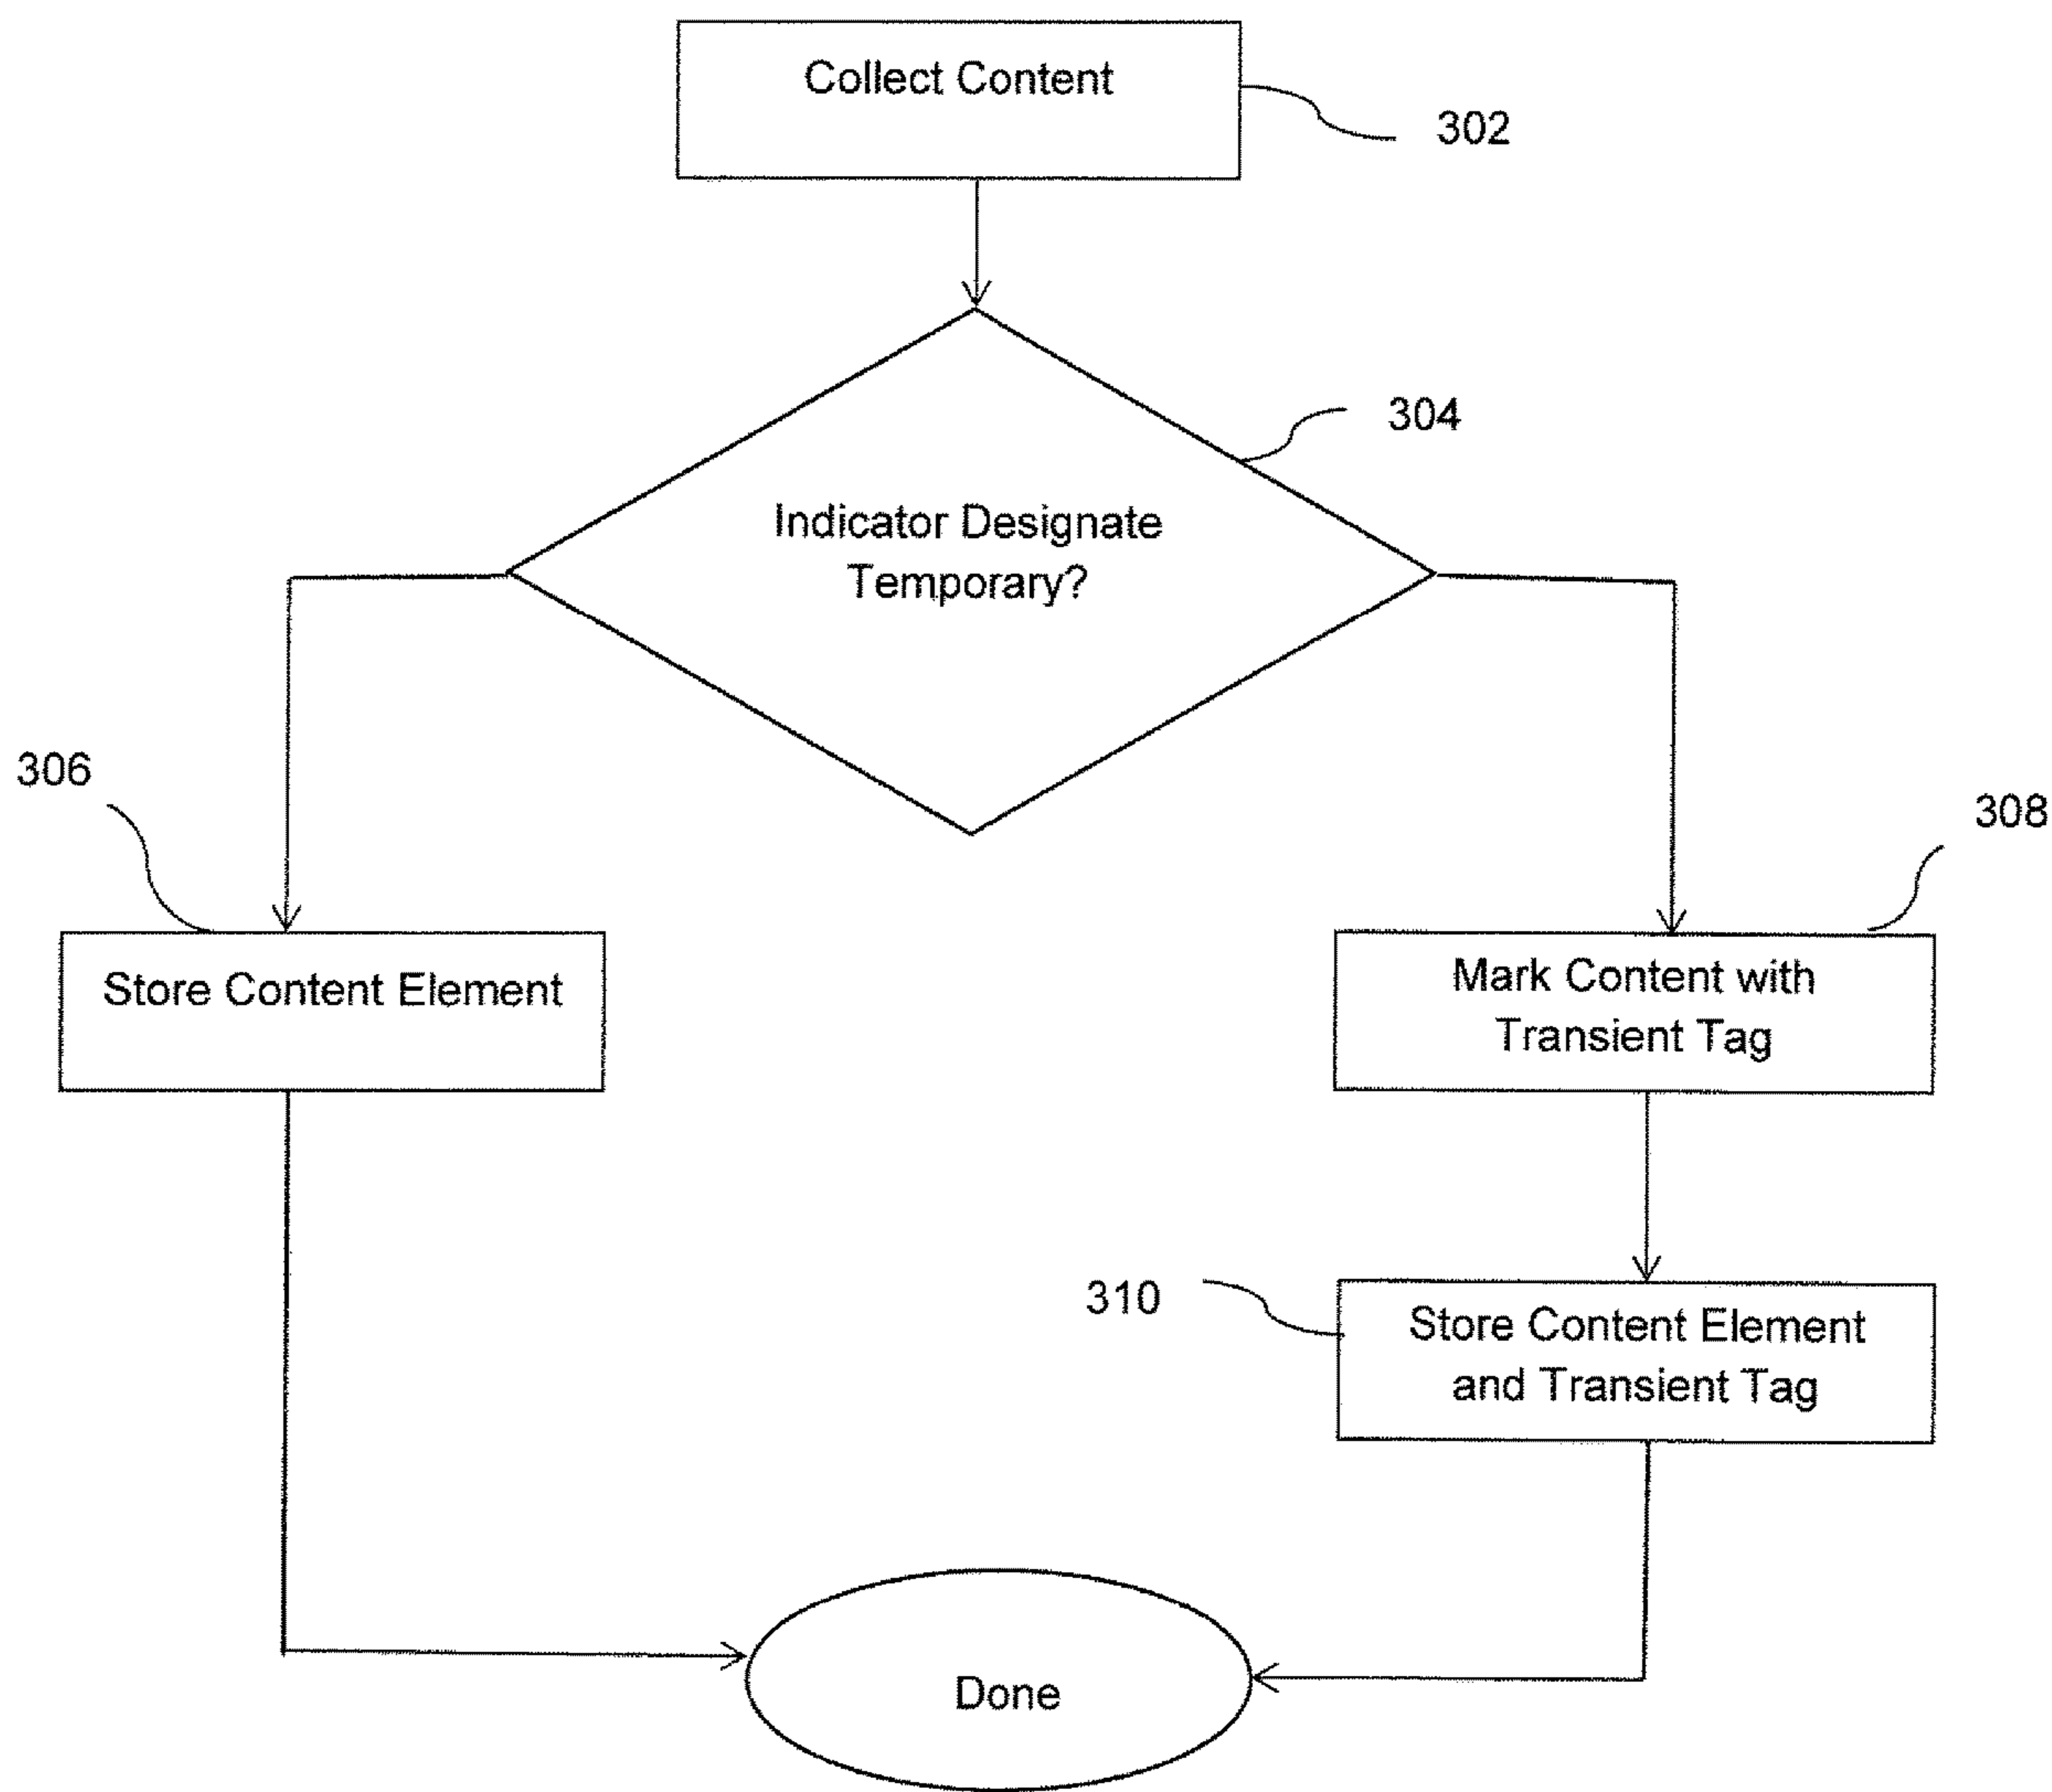 Collect Content
302
304
Indicator Designate
Temporary?
306
308
Store Content Element
Mark Content with
Transient Tag
310
Store Content Element
and Transient Tag
Done